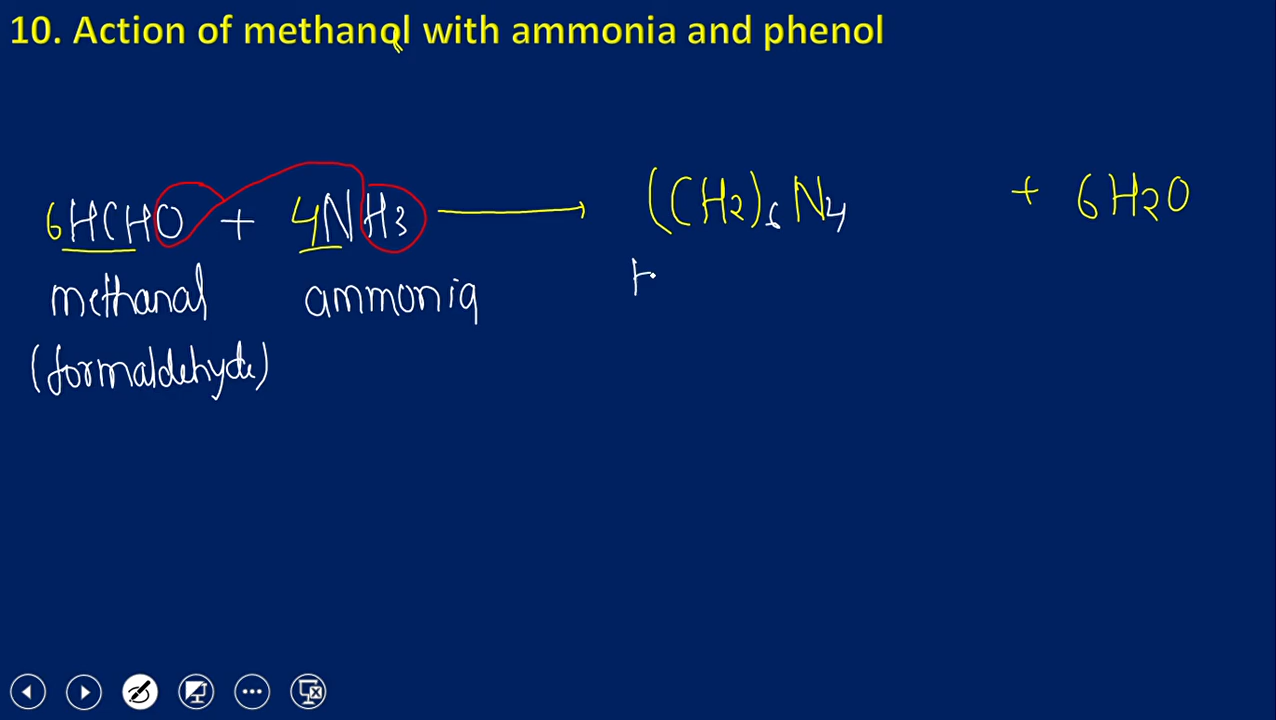 10. Action of methanol with ammonia and phenol
6HCHO + 4NH3 → (CH2)6N4 + 6H2O
methanal ammonia
(formaldehyde)